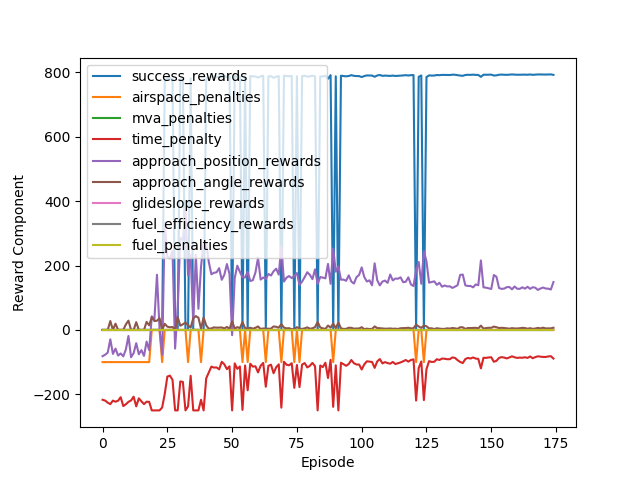 800
600
400
200
0
−200
0
25
50
75
100
125
150
175
Reward Component
Episode
success_rewards
airspace_penalties
mva_penalties
time_penalty
approach_position_rewards
approach_angle_rewards
glideslope_rewards
fuel_efficiency_rewards
fuel_penalties